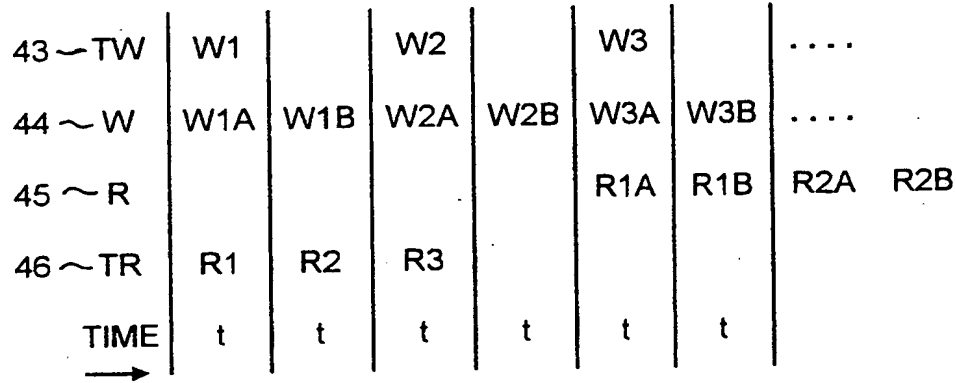 43 ~ TW W1 W2 W3 ....
44 ~ W W1A W1B W2A W2B W3A W3B ....
45 ~ R R1A R1B R2A R2B
46 ~ TR R1 R2 R3
TIME t t t t t t